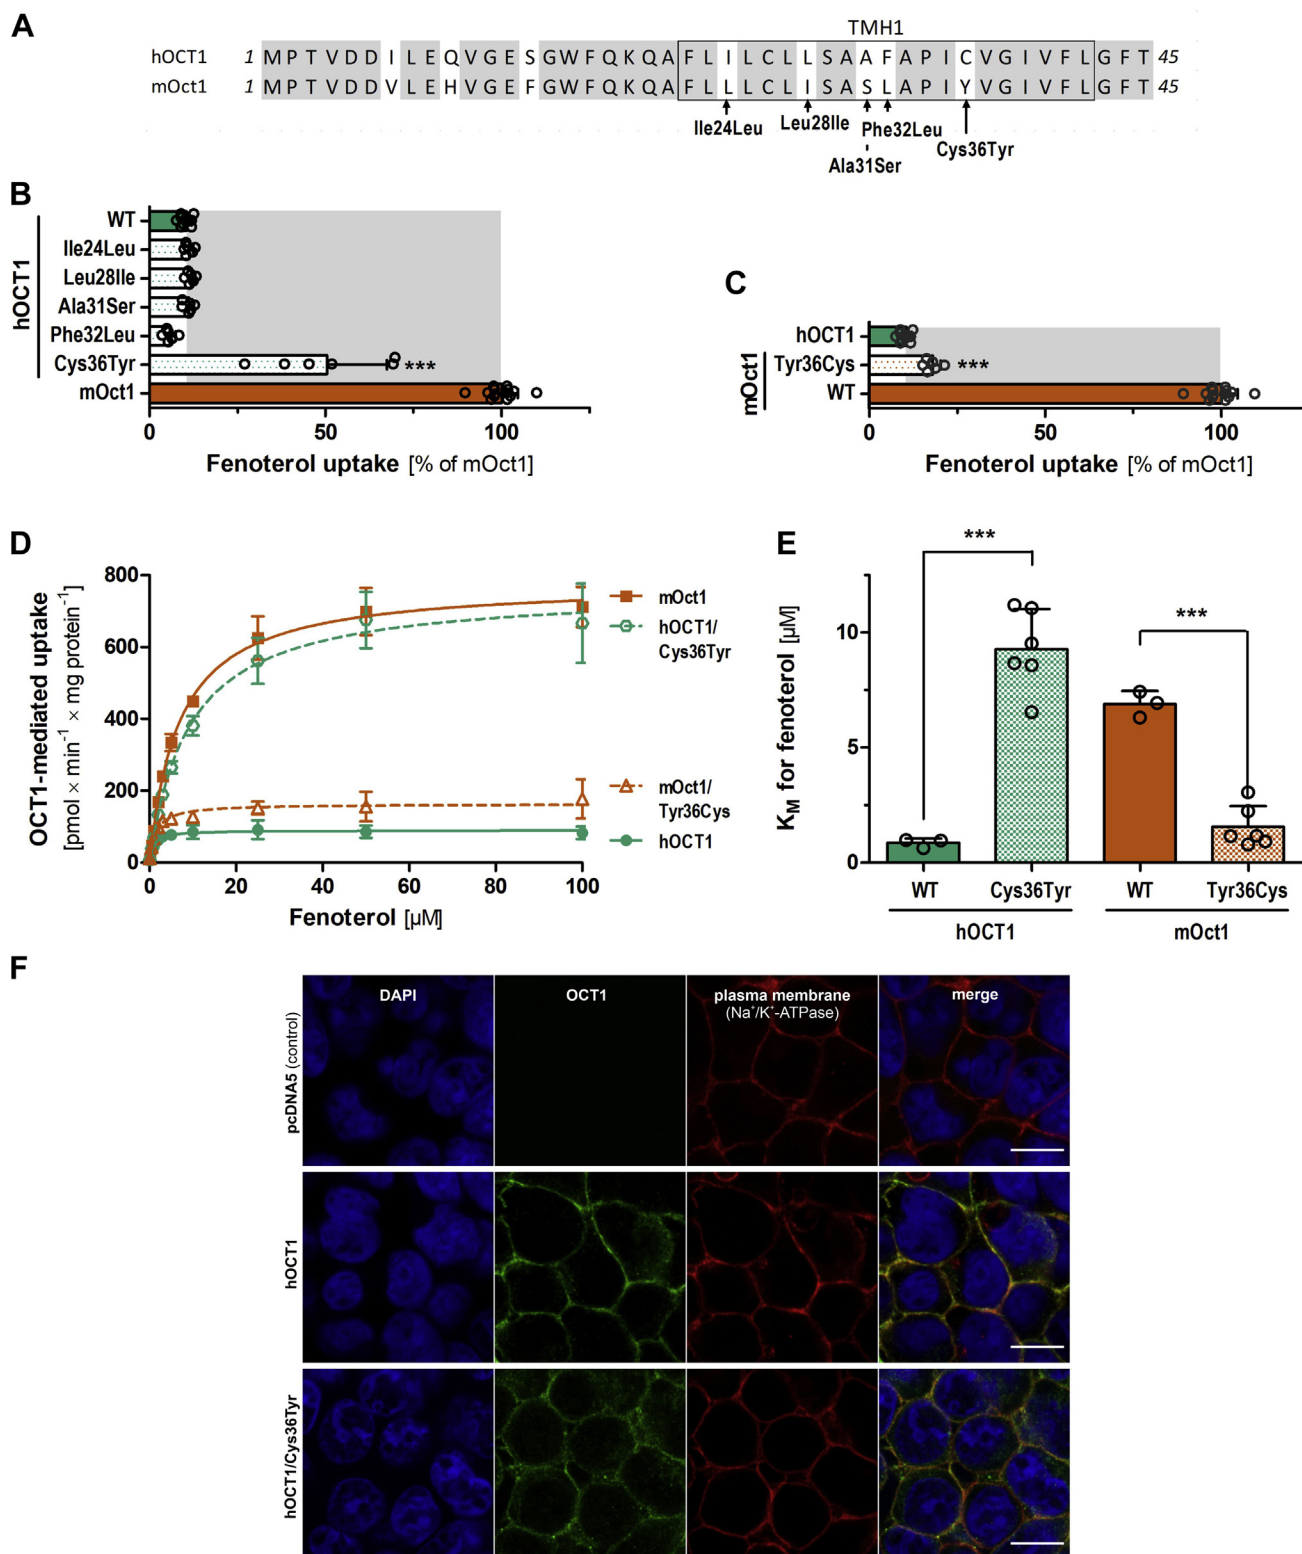 A
TMH1
hOCT1 1 M P T V D D I L E Q V G E S G W F Q K Q A F L I L C L L S A A F A P I C V G I V F L G F T 45
mOct1 1 M P T V D D V L E H V G E F G W F Q K Q A F L L L C L I S A S L A P I Y V G I V F L G F T 45
Ile24Leu Leu28Ile Phe32Leu
Cys36Tyr
Ala31Ser
B
hOCT1
WT
Ile24Leu
Leu28Ile
Ala31Ser
Phe32Leu
Cys36Tyr ***
mOct1
0 50 100
Fenoterol uptake [% of mOct1]
C
hOCT1
mOct1
Tyr36Cys ***
WT
0 50 100
Fenoterol uptake [% of mOct1]
D
OCT1-mediated uptake
[pmol × min⁻¹ × mg protein⁻¹]
800
600
400
200
0
0 20 40 60 80 100
Fenoterol [µM]
mOct1
hOCT1/
Cys36Tyr
mOct1/
Tyr36Cys
hOCT1
E
KM for fenoterol [µM]
10
5
0
***
***
WT Cys36Tyr WT Tyr36Cys
hOCT1 mOct1
F
DAPI OCT1 plasma membrane merge
(Na⁺/K⁺-ATPase)
pcDNA5 (control)
hOCT1
hOCT1/Cys36Tyr